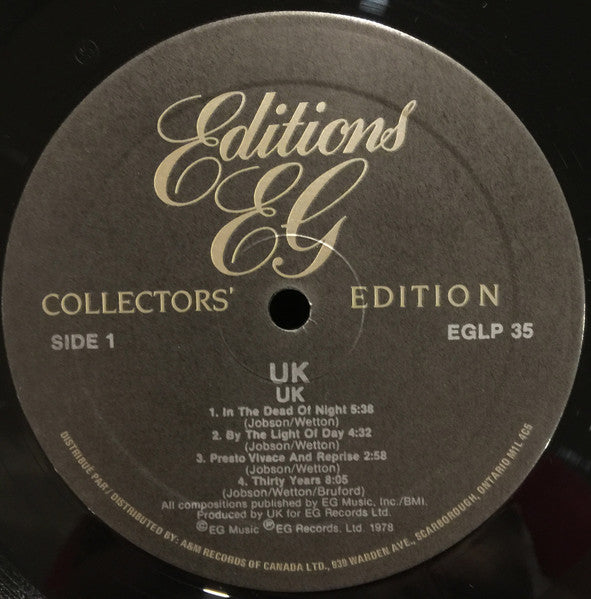 Editions
EG
COLLECTORS' EDITION
SIDE 1 EGLP 35
UK
UK
1. In The Dead Of Night 5:38
(Jobson/Wetton)
2. By The Light Of Day 4:32
(Jobson/Wetton)
3. Presto Vivace And Reprise 2:58
(Jobson/Wetton)
4. Thirty Years 8:05
(Jobson/Wetton/Bruford)
All compositions published by EG Music, Inc./BMI.
Produced by UK for EG Records Ltd.
©EG Music ℗EG Records. Ltd. 1978
DISTRIBUE PAR / DISTRIBUTED BY: A&M RECORDS OF CANADA LTD., 939 WARDEN AVE., SCARBOROUGH, ONTARIO M1L 4C5